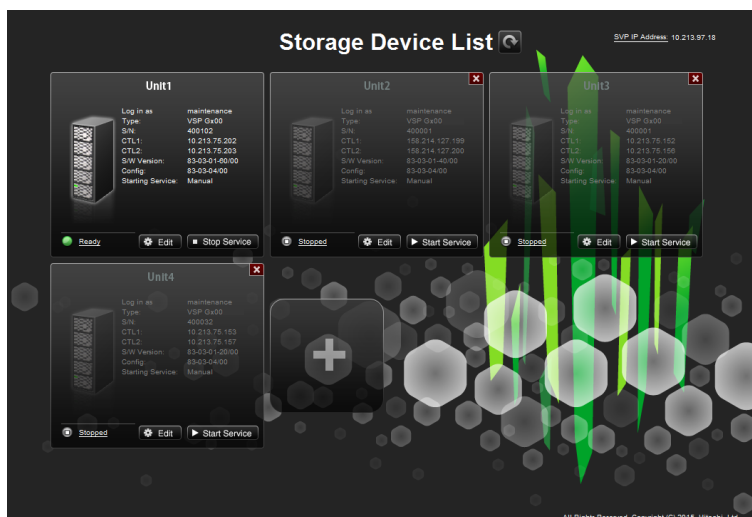 Storage Device List
SVP IP Address: 10.213.97.18
Unit1
Log in as maintenance
Type: VSP Gx00
S/N: 400102
CTL1: 10.213.75.202
CTL2: 10.213.75.203
S/W Version: 83-03-01-60/00
Config: 83-03-04/00
Starting Service: Manual
Ready Edit Stop Service
Unit2
Log in as maintenance
Type: VSP Gx00
S/N: 400001
CTL1: 158.214.127.199
CTL2: 158.214.127.200
S/W Version: 83-03-01-40/00
Config: 83-03-04/00
Starting Service: Manual
Stopped Edit Start Service
Unit3
Log in as maintenance
Type: VSP Gx00
S/N: 400001
CTL1: 10.213.75.152
CTL2: 10.213.75.156
S/W Version: 83-03-01-20/00
Config: 83-03-04/00
Starting Service: Manual
Stopped Edit Start Service
Unit4
Log in as maintenance
Type: VSP Gx00
S/N: 400032
CTL1: 10.213.75.153
CTL2: 10.213.75.157
S/W Version: 83-03-01-20/00
Config: 83-03-04/00
Starting Service: Manual
Stopped Edit Start Service
All Rights Reserved, Copyright (C) 2015, Hitachi, Ltd.